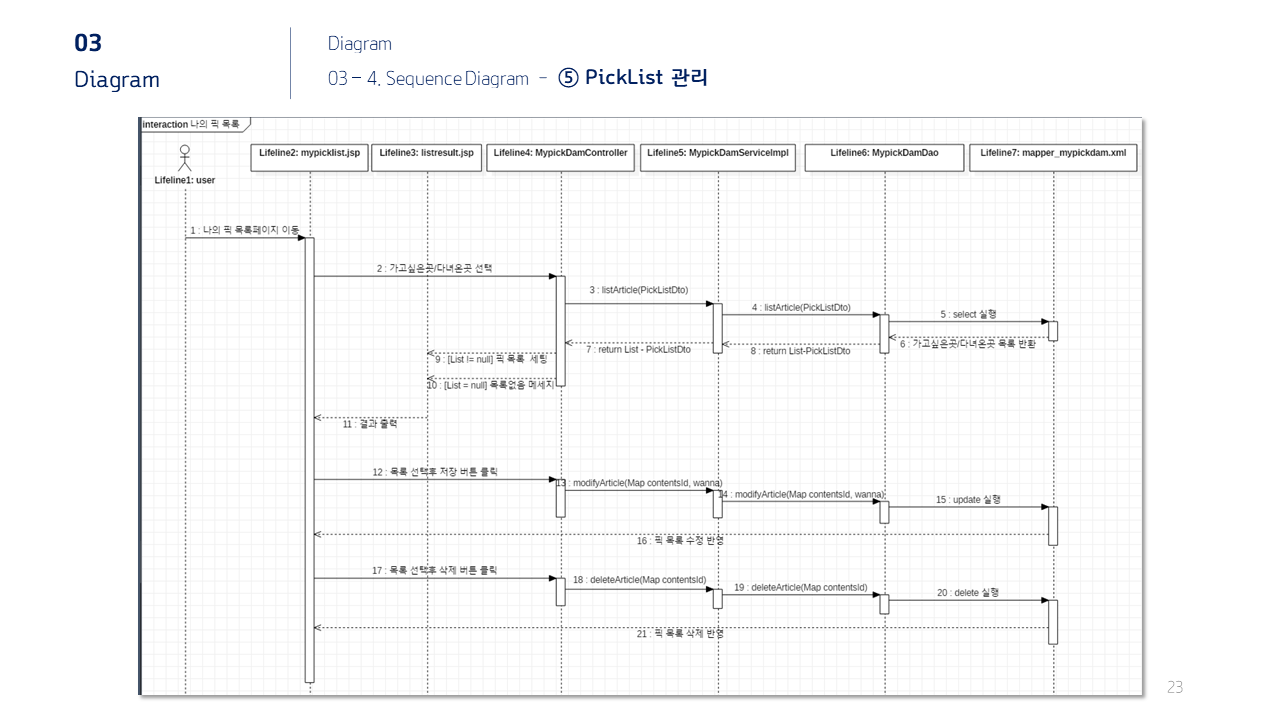 03
Diagram
Diagram
03 – 4. Sequence Diagram – ⑤ PickList 관리
interaction 나의 픽 목록
Lifeline1: user
Lifeline2: mypicklist.jsp
Lifeline3: listresult.jsp
Lifeline4: MypickDamController
Lifeline5: MypickDamServiceImpl
Lifeline6: MypickDamDao
Lifeline7: mapper_mypickdam.xml
1 : 나의 픽 목록페이지 이동
2 : 가고싶은곳/다녀온곳 선택
3 : listArticle(PickListDto)
4 : listArticle(PickListDto)
5 : select 실행
6 : 가고싶은곳/다녀온곳 목록 반환
7 : return List - PickListDto
8 : return List-PickListDto
9 : [List != null] 픽 목록 세팅
10 : [List = null] 목록없음 메세지
11 : 결과 출력
12 : 목록 선택후 저장 버튼 클릭
13 : modifyArticle(Map contentsId, wanna)
14 : modifyArticle(Map contentsId, wanna)
15 : update 실행
16 : 픽 목록 수정 반영
17 : 목록 선택후 삭제 버튼 클릭
18 : deleteArticle(Map contentsId)
19 : deleteArticle(Map contentsId)
20 : delete 실행
21 : 픽 목록 삭제 반영
23